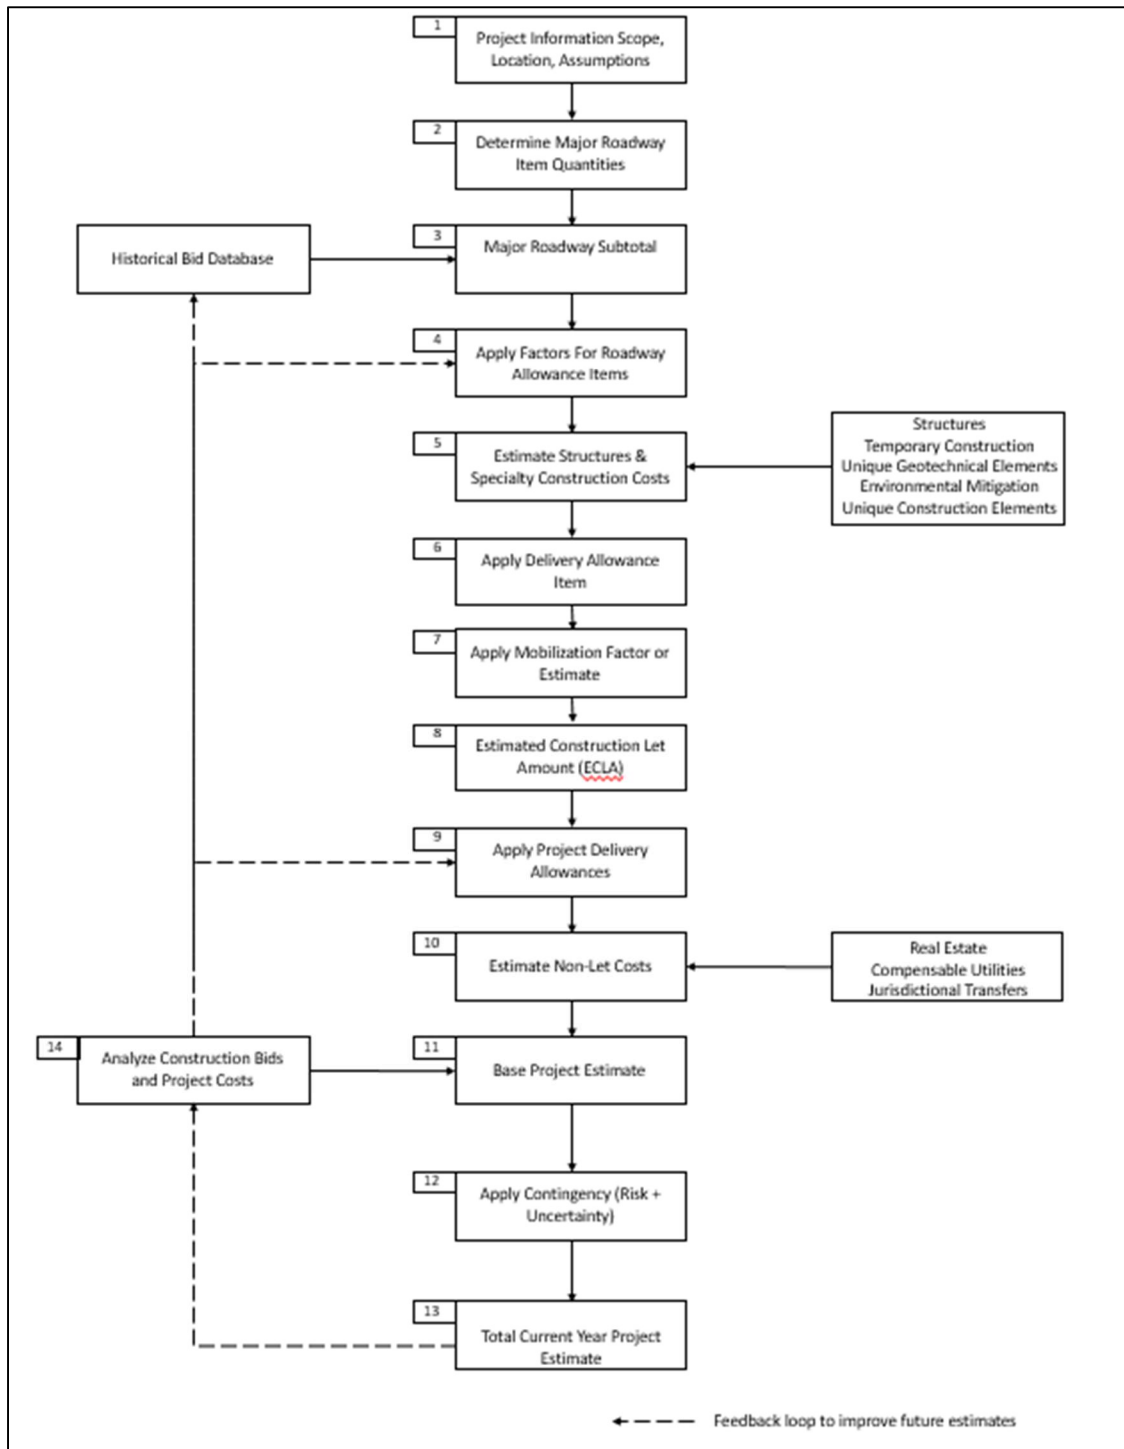 1
Project Information Scope,
Location, Assumptions
2
Determine Major Roadway
Item Quantities
Historical Bid Database
3
Major Roadway Subtotal
4
Apply Factors For Roadway
Allowance Items
5
Estimate Structures &
Specialty Construction Costs
Structures
Temporary Construction
Unique Geotechnical Elements
Environmental Mitigation
Unique Construction Elements
6
Apply Delivery Allowance
Item
7
Apply Mobilization Factor or
Estimate
8
Estimated Construction Let
Amount (ECLA)
9
Apply Project Delivery
Allowances
10
Estimate Non-Let Costs
Real Estate
Compensable Utilities
Jurisdictional Transfers
14
Analyze Construction Bids
and Project Costs
11
Base Project Estimate
12
Apply Contingency (Risk +
Uncertainty)
13
Total Current Year Project
Estimate
Feedback loop to improve future estimates